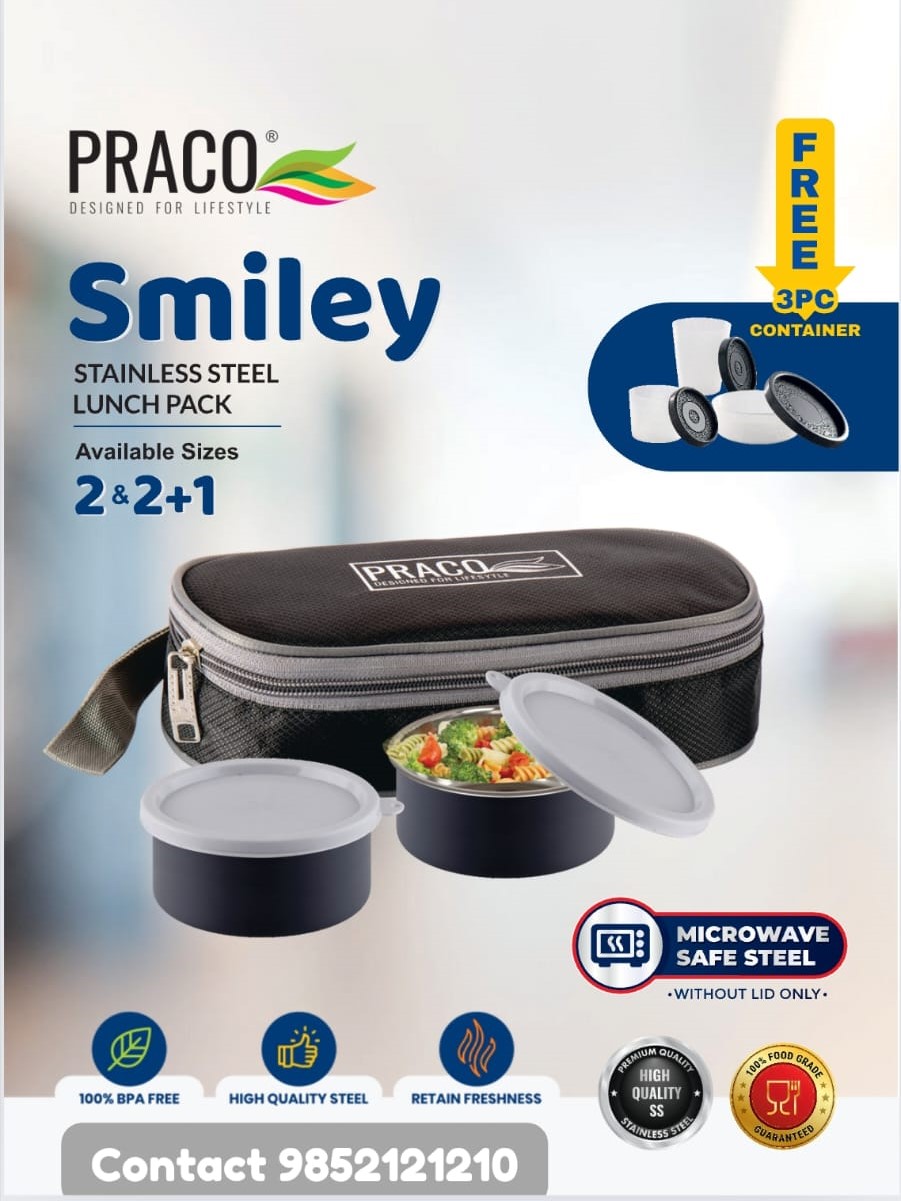 PRACO®
DESIGNED FOR LIFESTYLE
Smiley
STAINLESS STEEL
LUNCH PACK
Available Sizes
2 & 2+1
FREE
3PC
CONTAINER
PRACO
DESIGNED FOR LIFESYTLE
MICROWAVE
SAFE STEEL
•WITHOUT LID ONLY•
100% BPA FREE
HIGH QUALITY STEEL
RETAIN FRESHNESS
PREMIUM QUALITY
HIGH
QUALITY
SS
STAINLESS STEEL
100% FOOD GRADE
GUARANTEED
Contact 9852121210